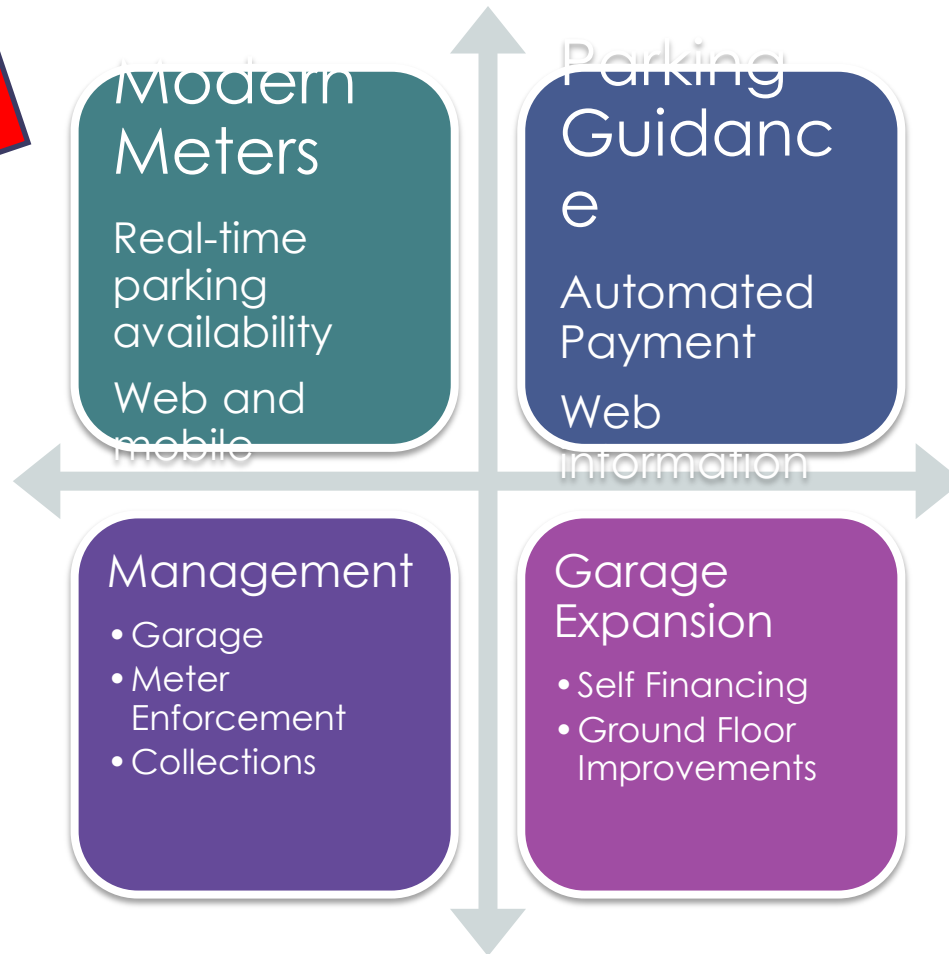 Modern
Meters
Real-time
parking
availability
Web and
mobile
Parking
Guidanc
e
Automated
Payment
Web
information
Management
• Garage
• Meter
Enforcement
• Collections
Garage
Expansion
• Self Financing
• Ground Floor
Improvements